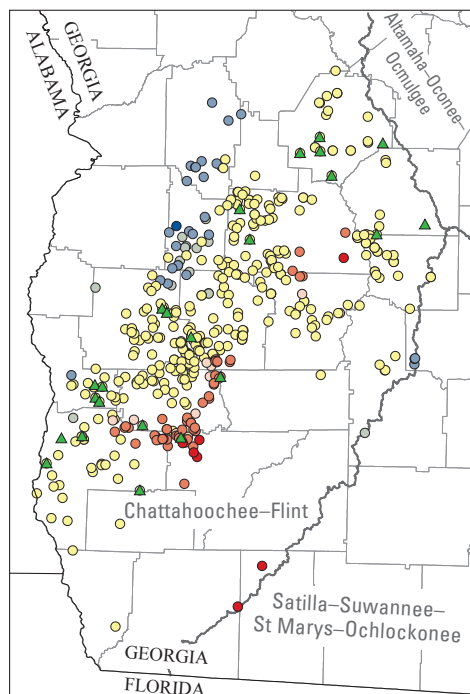 GEORGIA
ALABAMA
Altamaha–Oconee–
Ocmulgee
Chattahoochee–Flint
Satilla–Suwannee–
St Marys–Ochlockonee
GEORGIA
FLORIDA